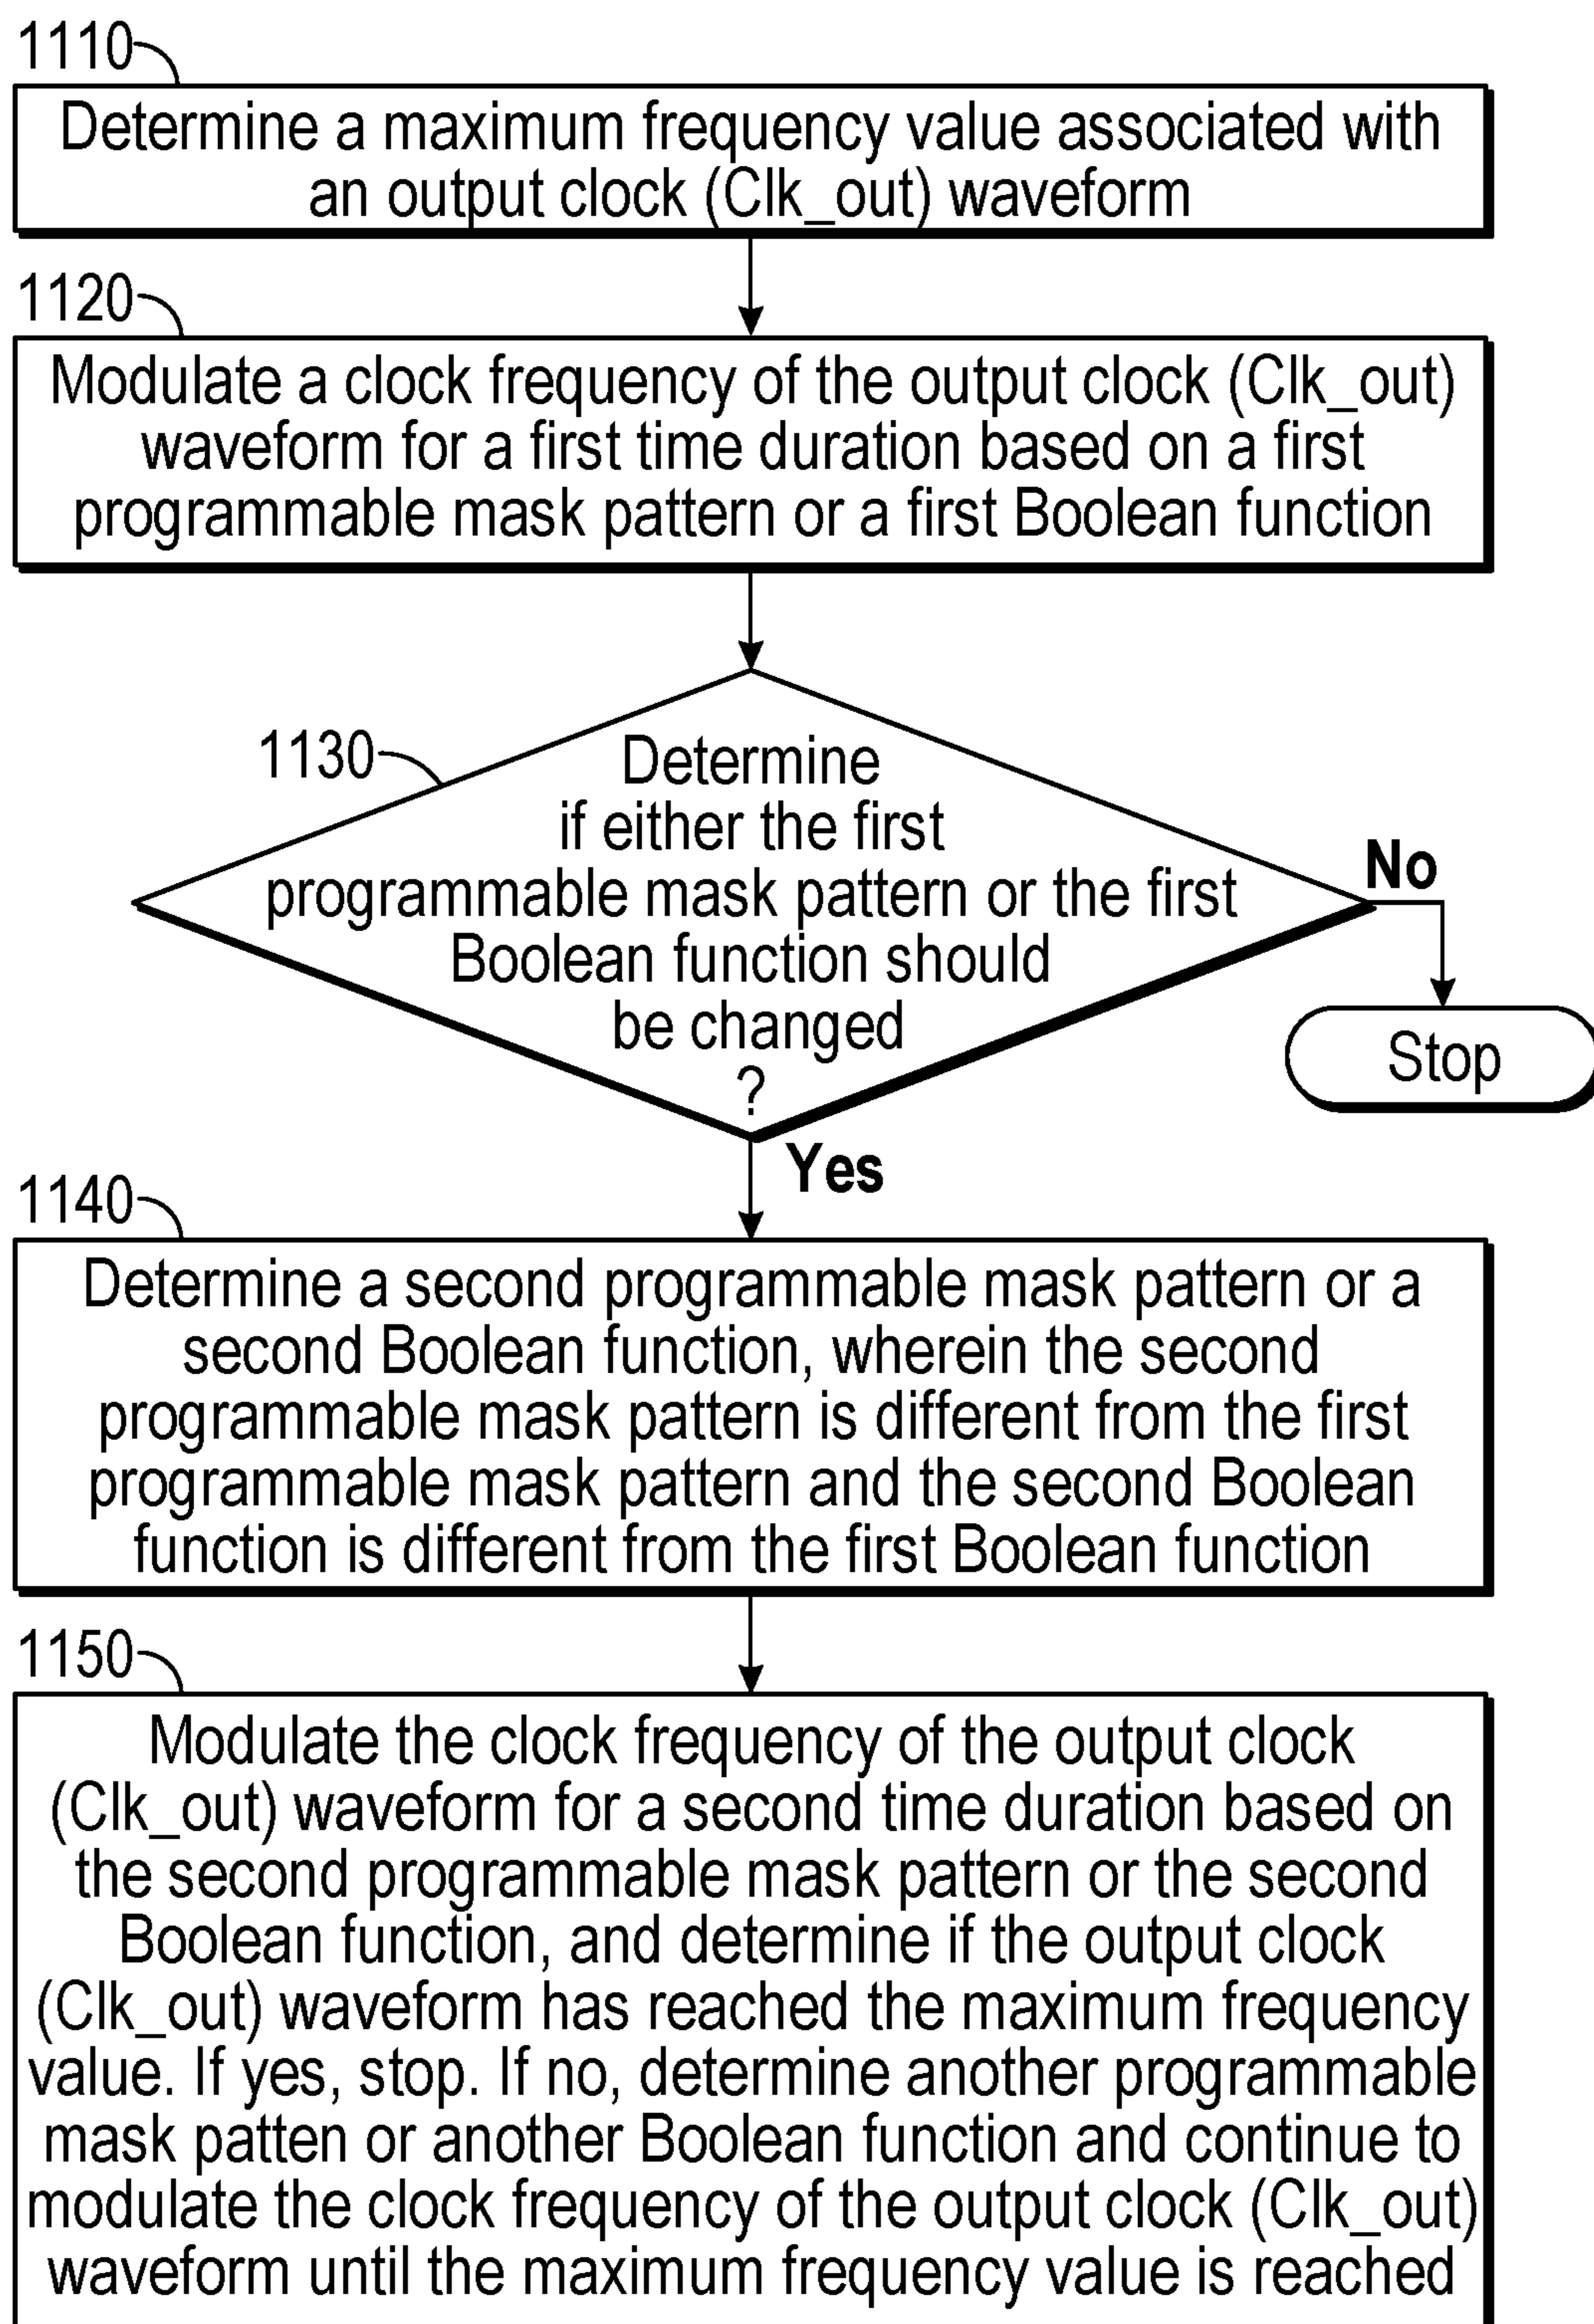 1110
Determine a maximum frequency value associated with
an output clock (Clk_out) waveform
1120
Modulate a clock frequency of the output clock (Clk_out)
waveform for a first time duration based on a first
programmable mask pattern or a first Boolean function
1130
Determine
if either the first
programmable mask pattern or the first
Boolean function should
be changed
?
No
Stop
Yes
1140
Determine a second programmable mask pattern or a
second Boolean function, wherein the second
programmable mask pattern is different from the first
programmable mask pattern and the second Boolean
function is different from the first Boolean function
1150
Modulate the clock frequency of the output clock
(Clk_out) waveform for a second time duration based on
the second programmable mask pattern or the second
Boolean function, and determine if the output clock
(Clk_out) waveform has reached the maximum frequency
value. If yes, stop. If no, determine another programmable
mask patten or another Boolean function and continue to
modulate the clock frequency of the output clock (Clk_out)
waveform until the maximum frequency value is reached